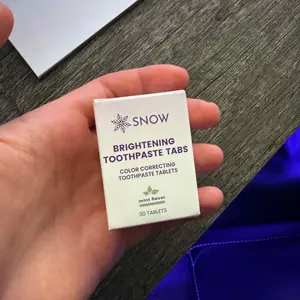 SNOW
BRIGHTENING
TOOTHPASTE TABS
COLOR CORRECTING
TOOTHPASTE TABLETS
mint flavor
30 TABLETS